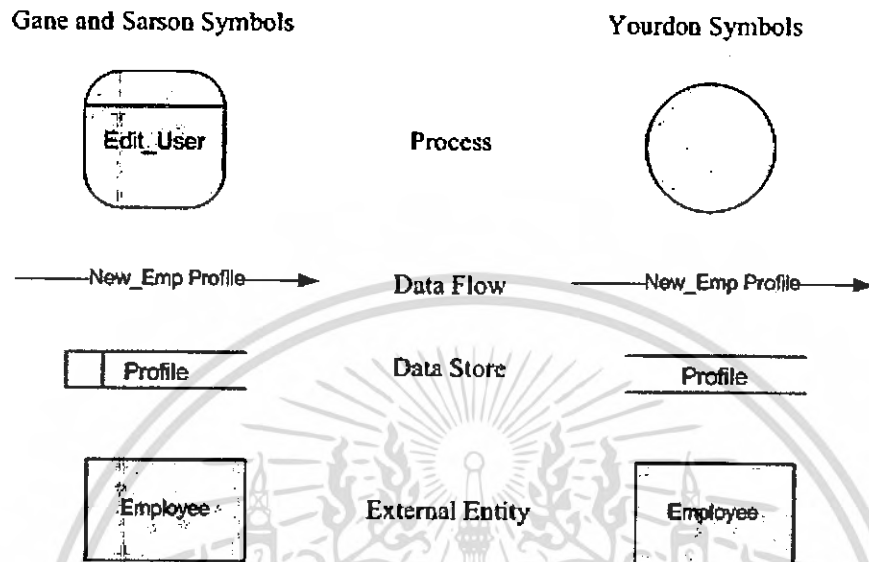 Gane and Sarson Symbols
Yourdon Symbols
Edit_User
Process
New_Emp Profile
Data Flow
New_Emp Profile
Profile
Data Store
Profile
Employee
External Entity
Employee